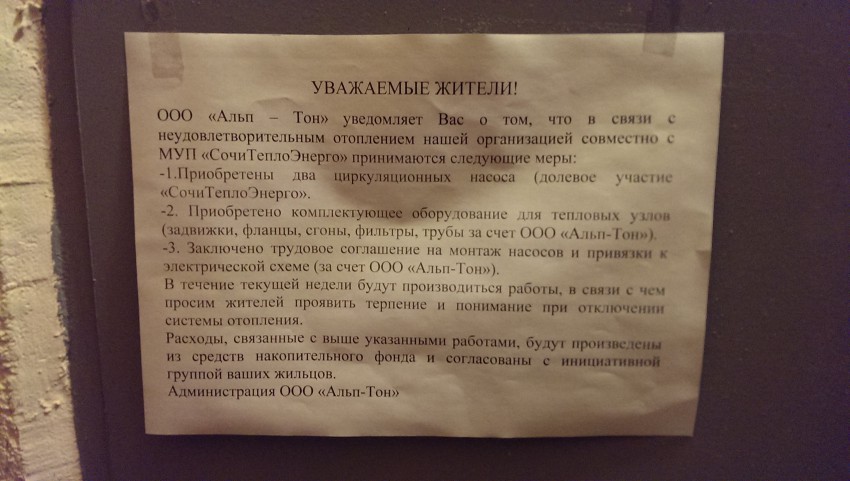 УВАЖАЕМЫЕ ЖИТЕЛИ!
ООО «Альп – Тон» уведомляет Вас о том, что в связи с
неудовлетворительным отоплением нашей организацией совместно с
МУП «СочиТеплоЭнерго» принимаются следующие меры:
-1.Приобретены два циркуляционных насоса (долевое участие
«СочиТеплоЭнерго».
-2. Приобретено комплектующее оборудование для тепловых узлов
(задвижки, фланцы, сгоны, фильтры, трубы за счет ООО «Альп-Тон»).
-3. Заключено трудовое соглашение на монтаж насосов и привязки к
электрической схеме (за счет ООО «Альп-Тон»).
В течение текущей недели будут производиться работы, в связи с чем
просим жителей проявить терпение и понимание при отключении
системы отопления.
Расходы, связанные с выше указанными работами, будут произведены
из средств накопительного фонда и согласованы с инициативной
группой ваших жильцов.
Администрация ООО «Альп-Тон»